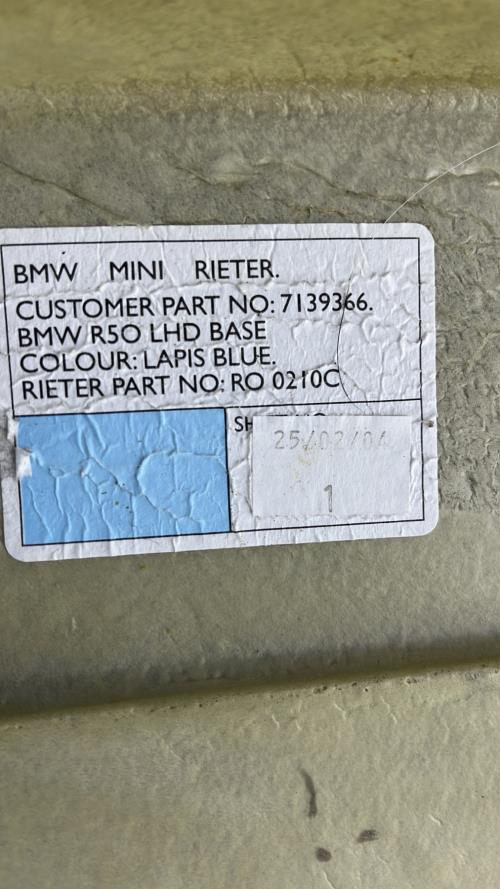 BMW MINI RIETER.
CUSTOMER PART NO: 7139366.
BMW R50 LHD BASE
COLOUR: LAPIS BLUE.
RIETER PART NO: RO 0210C
25/02/04
1